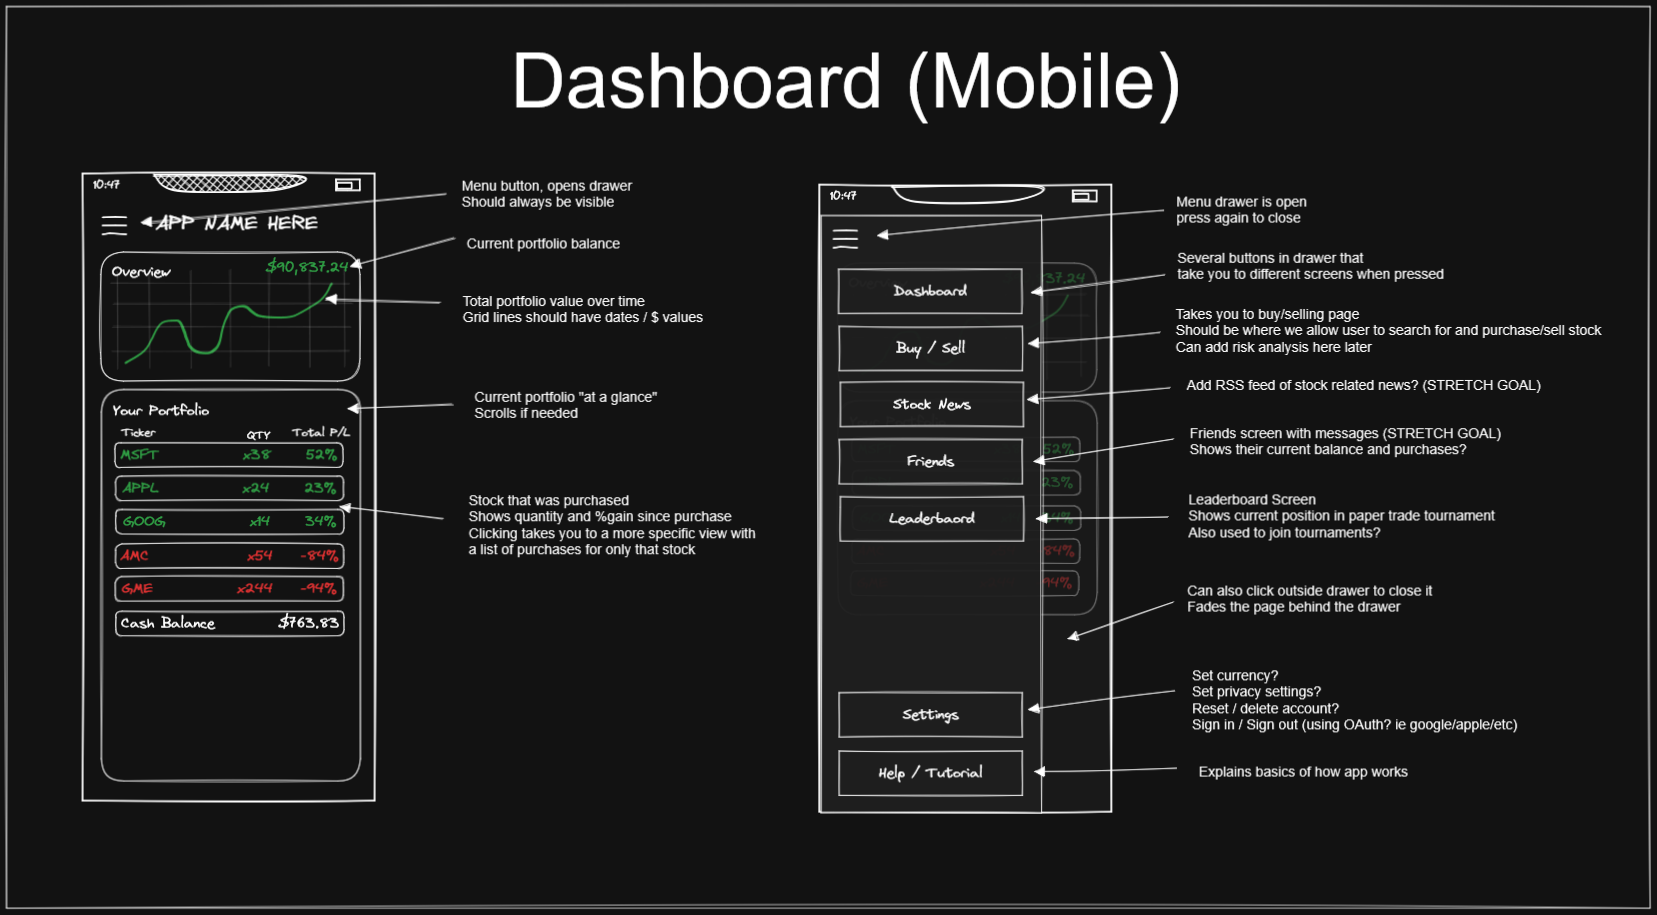 Dashboard (Mobile)
10:47
APP NAME HERE
Overview
$90,837.24
Your Portfolio
Ticker QTY Total P/L
MSFT x38 52%
APPL x24 23%
GOOG x14 34%
AMC x54 -84%
GME x244 -94%
Cash Balance $763.83
Menu button, opens drawer
Should always be visible
Current portfolio balance
Total portfolio value over time
Grid lines should have dates / $ values
Current portfolio "at a glance"
Scrolls if needed
Stock that was purchased
Shows quantity and %gain since purchase
Clicking takes you to a more specific view with
a list of purchases for only that stock
10:47
Dashboard
Buy / Sell
Stock News
Friends
Leaderbaord
Settings
Help / Tutorial
37.24
52%
23%
34%
84%
94%
Menu drawer is open
press again to close
Several buttons in drawer that
take you to different screens when pressed
Takes you to buy/selling page
Should be where we allow user to search for and purchase/sell stock
Can add risk analysis here later
Add RSS feed of stock related news? (STRETCH GOAL)
Friends screen with messages (STRETCH GOAL)
Shows their current balance and purchases?
Leaderboard Screen
Shows current position in paper trade tournament
Also used to join tournaments?
Can also click outside drawer to close it
Fades the page behind the drawer
Set currency?
Set privacy settings?
Reset / delete account?
Sign in / Sign out (using OAuth? ie google/apple/etc)
Explains basics of how app works